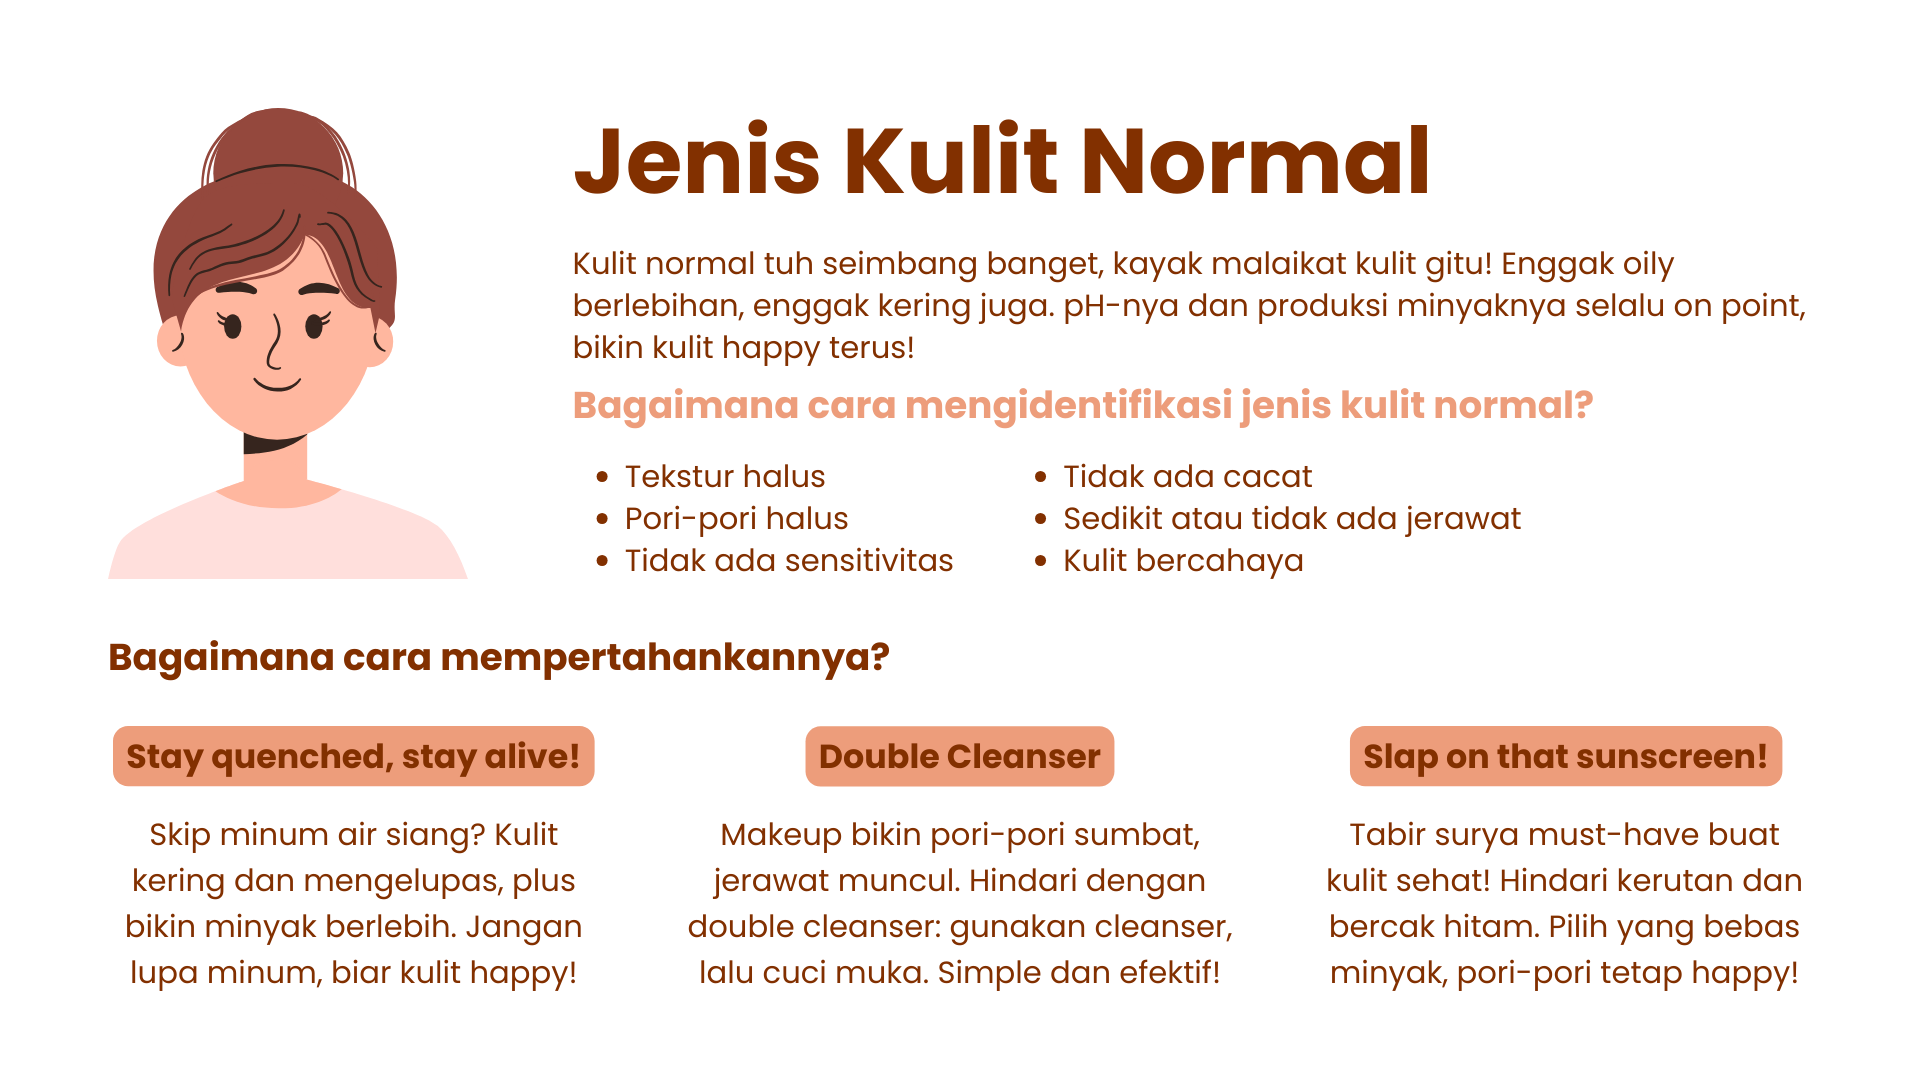 Jenis Kulit Normal
Kulit normal tuh seimbang banget, kayak malaikat kulit gitu! Enggak oily
berlebihan, enggak kering juga. pH-nya dan produksi minyaknya selalu on point,
bikin kulit happy terus!
Bagaimana cara mengidentifikasi jenis kulit normal?
• Tekstur halus
• Pori-pori halus
• Tidak ada sensitivitas
• Tidak ada cacat
• Sedikit atau tidak ada jerawat
• Kulit bercahaya
Bagaimana cara mempertahankannya?
Stay quenched, stay alive!
Skip minum air siang? Kulit
kering dan mengelupas, plus
bikin minyak berlebih. Jangan
lupa minum, biar kulit happy!
Double Cleanser
Makeup bikin pori-pori sumbat,
jerawat muncul. Hindari dengan
double cleanser: gunakan cleanser,
lalu cuci muka. Simple dan efektif!
Slap on that sunscreen!
Tabir surya must-have buat
kulit sehat! Hindari kerutan dan
bercak hitam. Pilih yang bebas
minyak, pori-pori tetap happy!